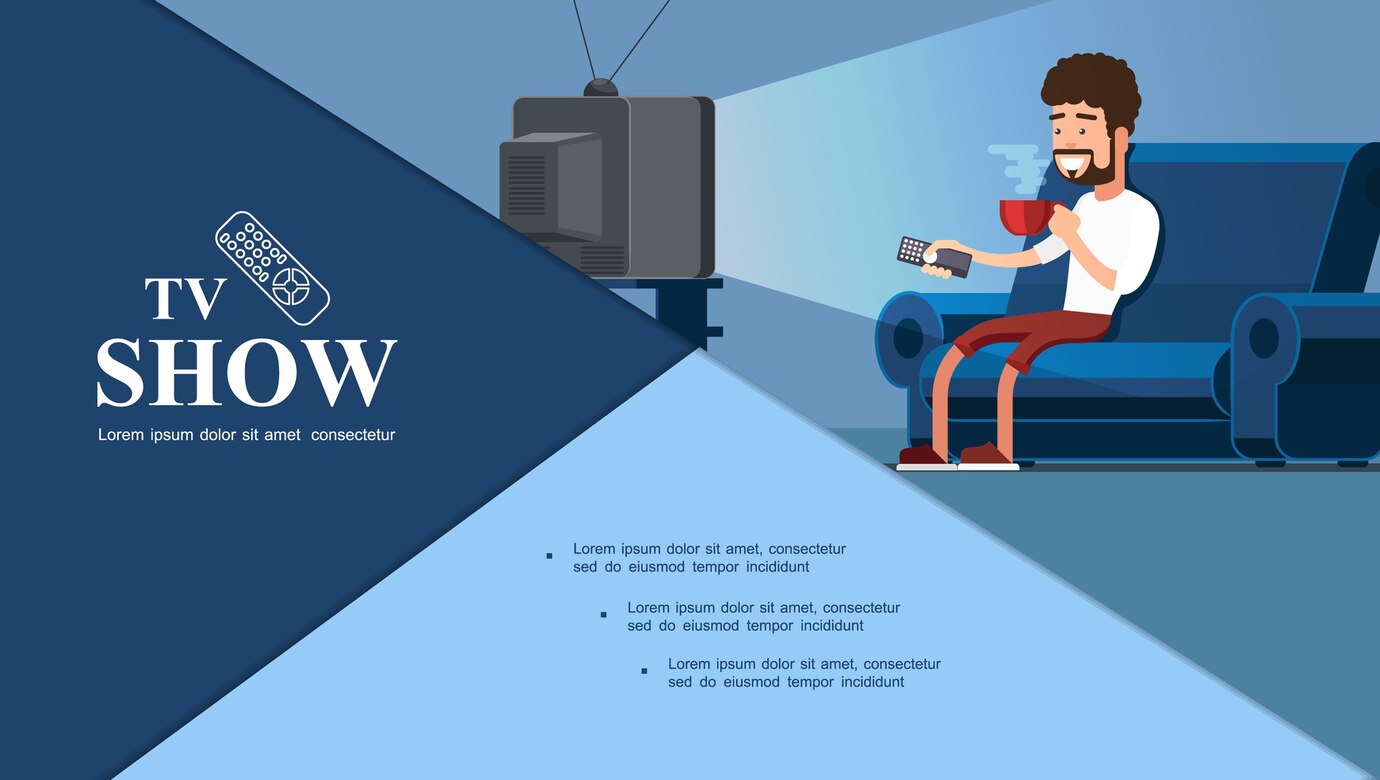 TV
SHOW
Lorem ipsum dolor sit amet consectetur
Lorem ipsum dolor sit amet, consectetur
sed do eiusmod tempor incididunt
Lorem ipsum dolor sit amet, consectetur
sed do eiusmod tempor incididunt
Lorem ipsum dolor sit amet, consectetur
sed do eiusmod tempor incididunt